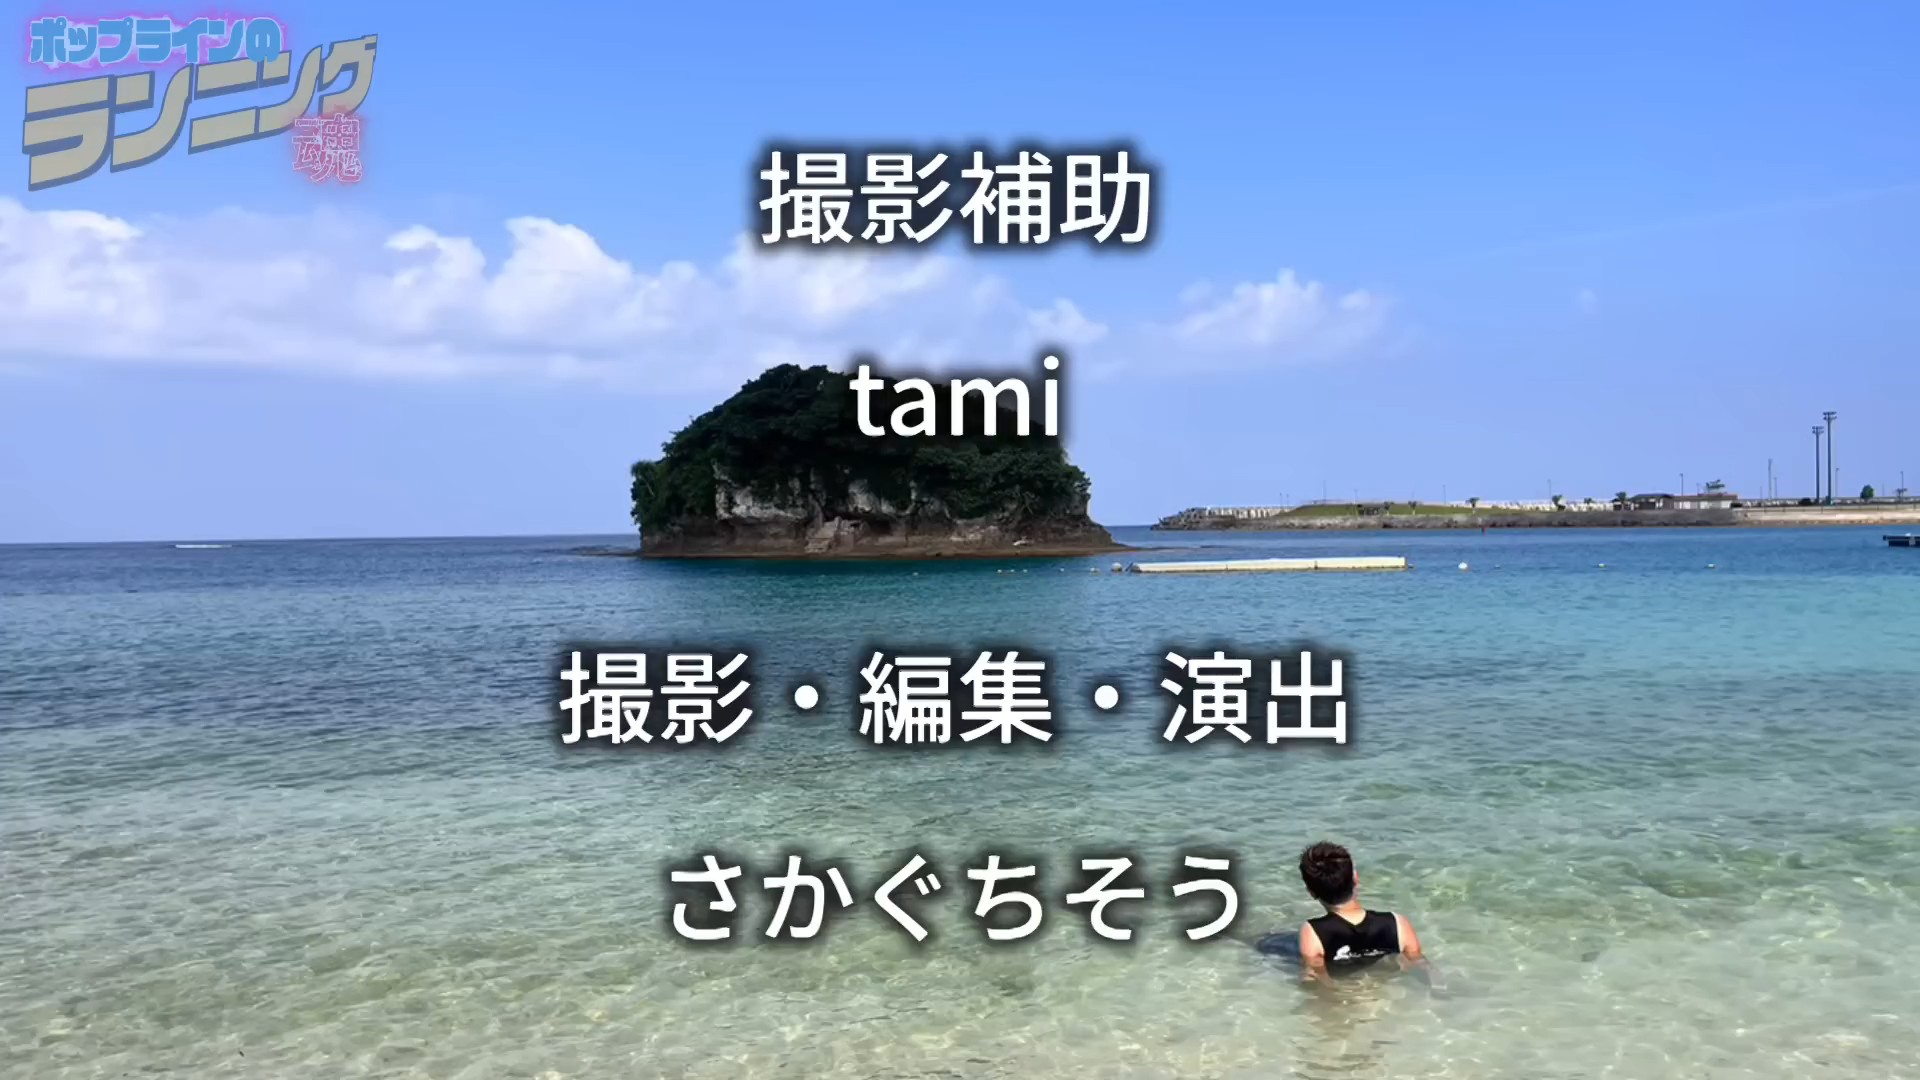 ポップラインの
ランニング
魂
撮影補助
tami
撮影・編集・演出
さかぐちそう